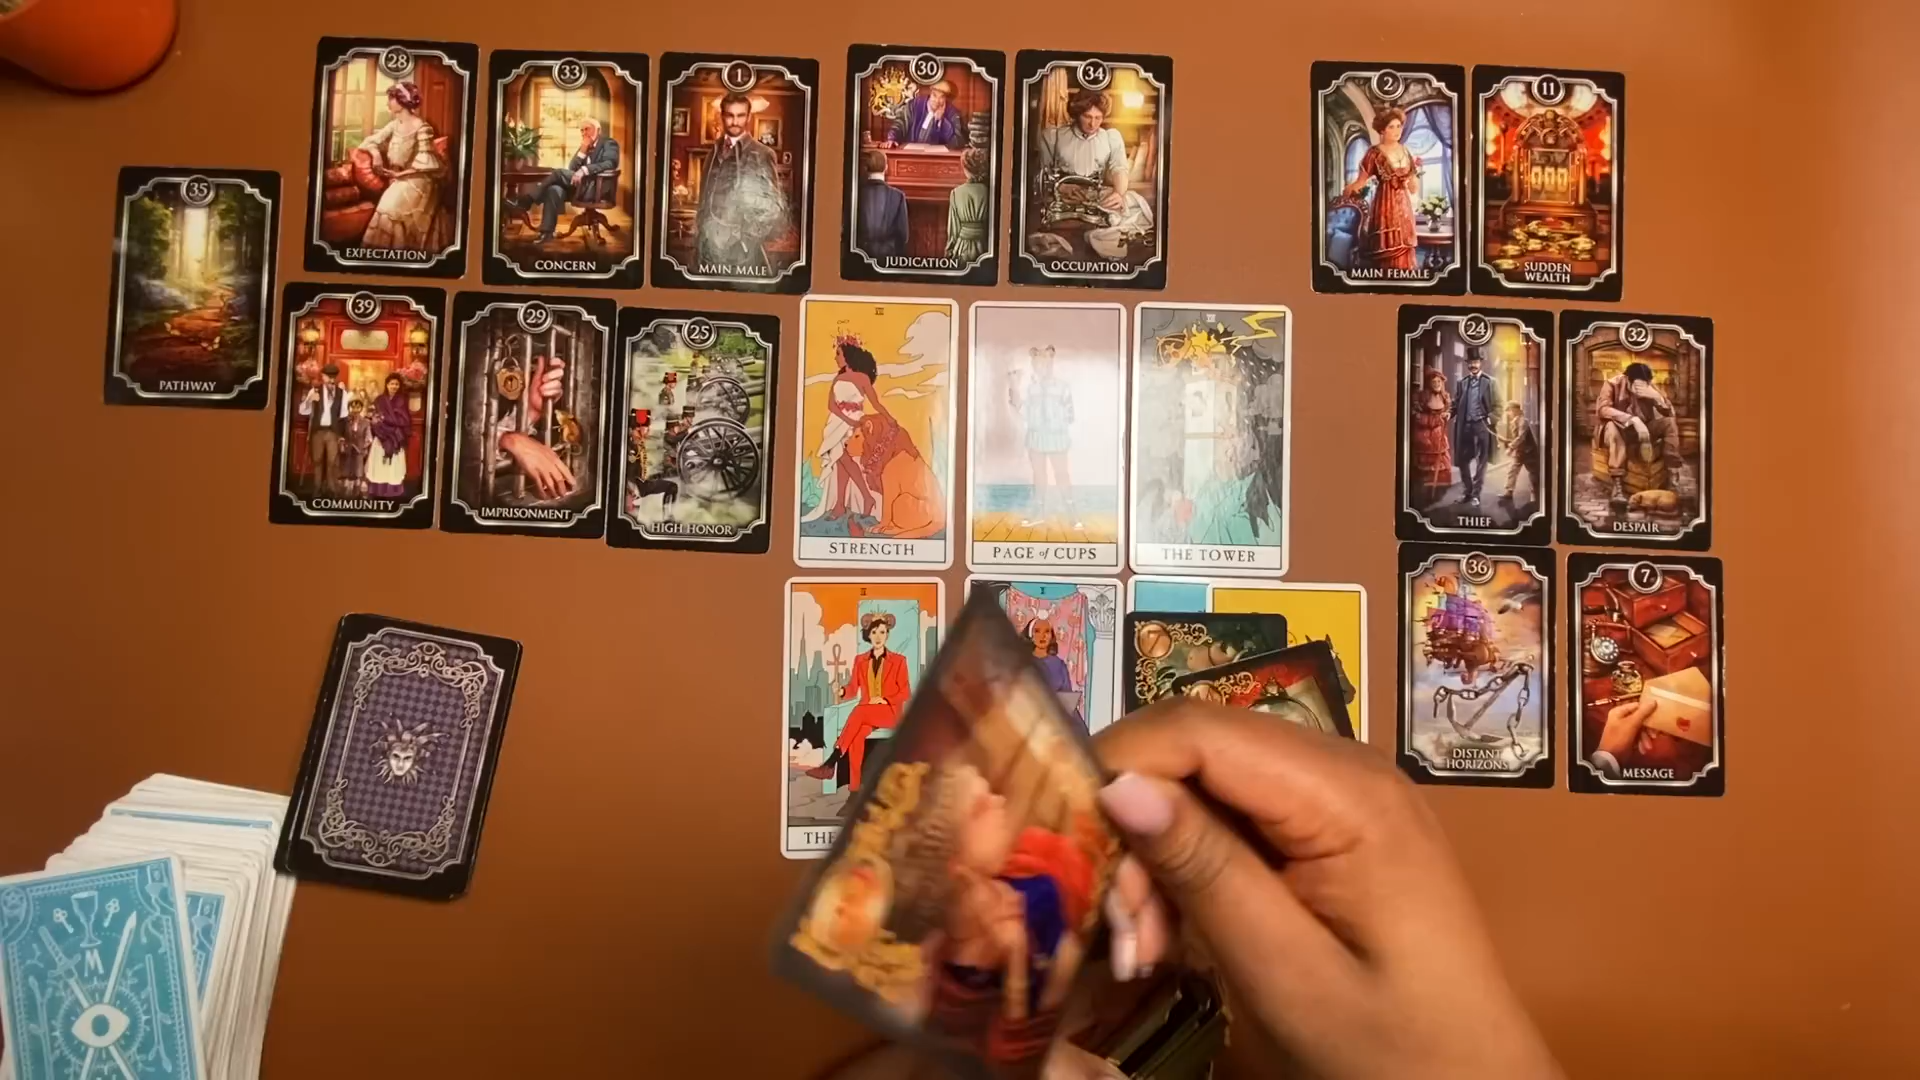 28
EXPECTATION
33
CONCERN
1
MAIN MALE
30
JUDICATION
34
OCCUPATION
2
MAIN FEMALE
11
SUDDEN
WEALTH
35
PATHWAY
39
COMMUNITY
29
IMPRISONMENT
25
HIGH HONOR
STRENGTH
PAGE of CUPS
THE TOWER
24
THIEF
32
DESPAIR
36
DISTANT
HORIZONS
7
MESSAGE
THE
7
W